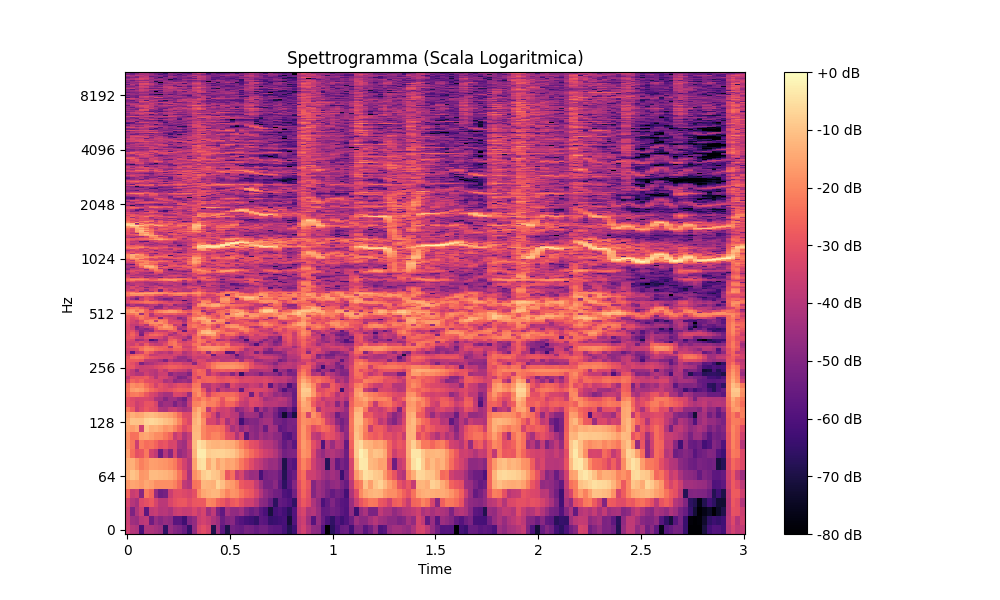 Spettrogramma (Scala Logaritmica)
Hz
8192
4096
2048
1024
512
256
128
64
0
0
0.5
1
1.5
2
2.5
3
Time
+0 dB
-10 dB
-20 dB
-30 dB
-40 dB
-50 dB
-60 dB
-70 dB
-80 dB